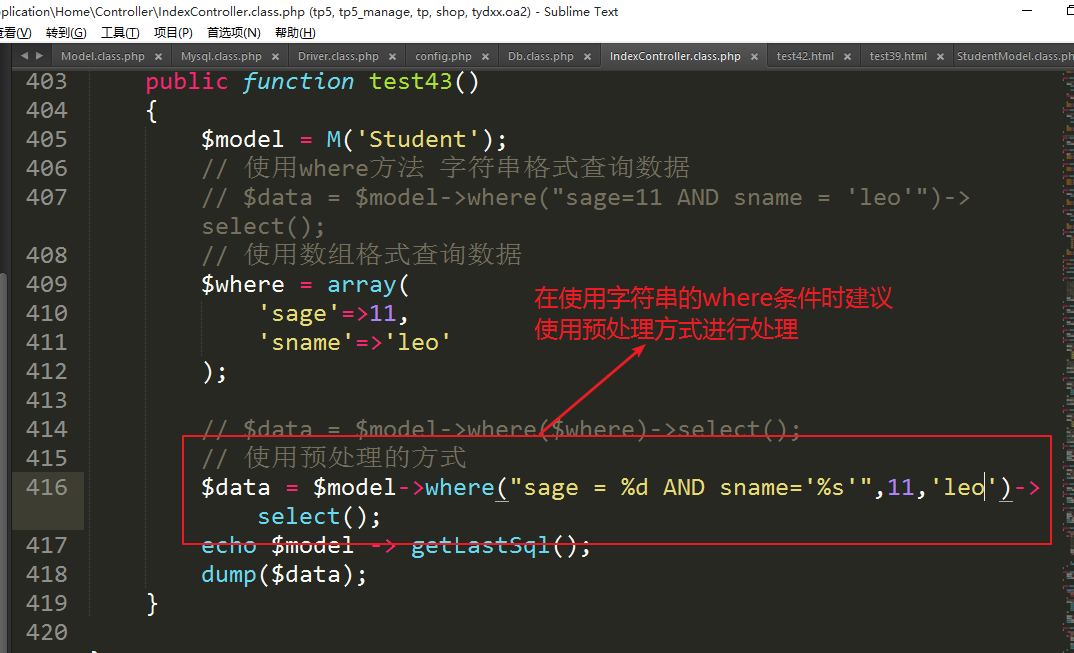 plication\Home\Controller\IndexController.class.php (tp5, tp5_manage, tp, shop, tydxx.oa2) - Sublime Text
查看(V) 转到(G) 工具(T) 项目(P) 首选项(N) 帮助(H)
Model.class.php × Mysql.class.php × Driver.class.php × config.php × Db.class.php × IndexController.class.php × test42.html × test39.html × StudentModel.class.ph
403 public function test43()
404 {
405 $model = M('Student');
406 // 使用where方法 字符串格式查询数据
407 // $data = $model->where("sage=11 AND sname = 'leo'")->
select();
408 // 使用数组格式查询数据
409 $where = array(
410 'sage'=>11,
411 'sname'=>'leo'
412 );
在使用字符串的where条件时建议
使用预处理方式进行处理
413
414 // $data = $model->where($where)->select();
415 // 使用预处理的方式
416 $data = $model->where("sage = %d AND sname='%s'",11,'leo')->
select();
417 echo $model -> getLastSql();
418 dump($data);
419 }
420